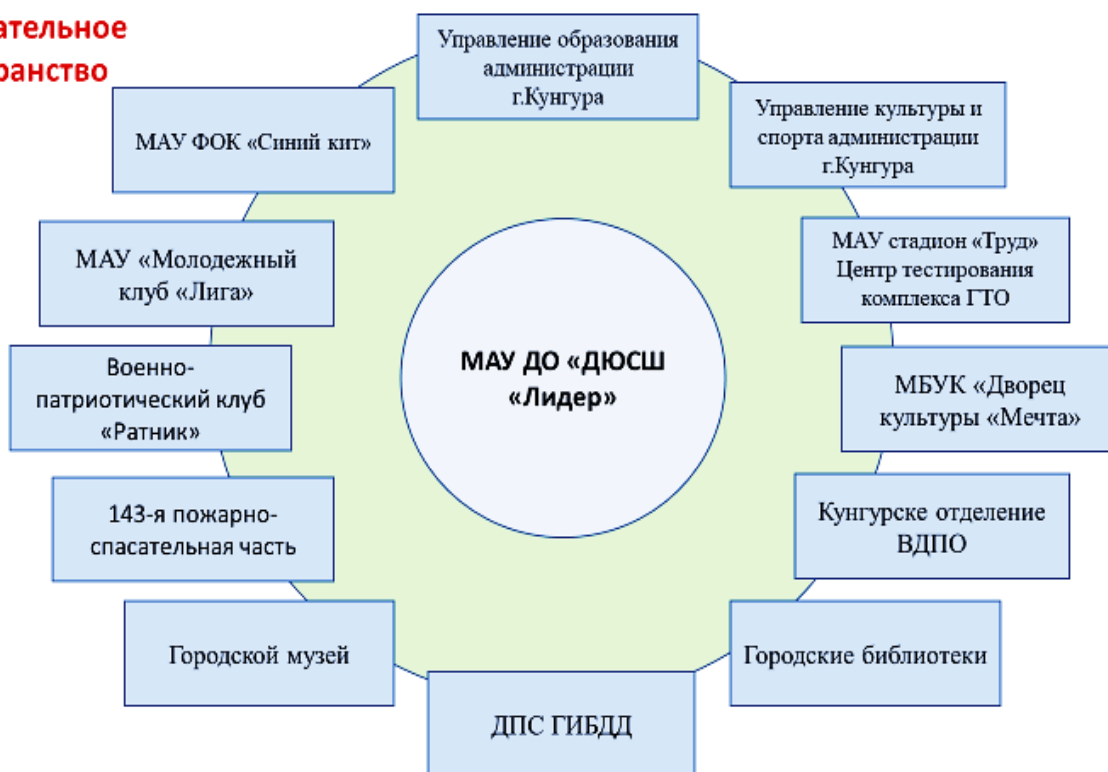 ательное
ранство
Управление образования
администрации
г.Кунгура
Управление культуры и
спорта администрации
г.Кунгура
МАУ стадион «Труд»
Центр тестирования
комплекса ГТО
МБУК «Дворец
культуры «Мечта»
Кунгурске отделение
ВДПО
Городские библиотеки
ДПС ГИБДД
Городской музей
143-я пожарно-
спасательная часть
Военно-
патриотический клуб
«Ратник»
МАУ «Молодежный
клуб «Лига»
МАУ ФОК «Синий кит»
МАУ ДО «ДЮСШ
«Лидер»